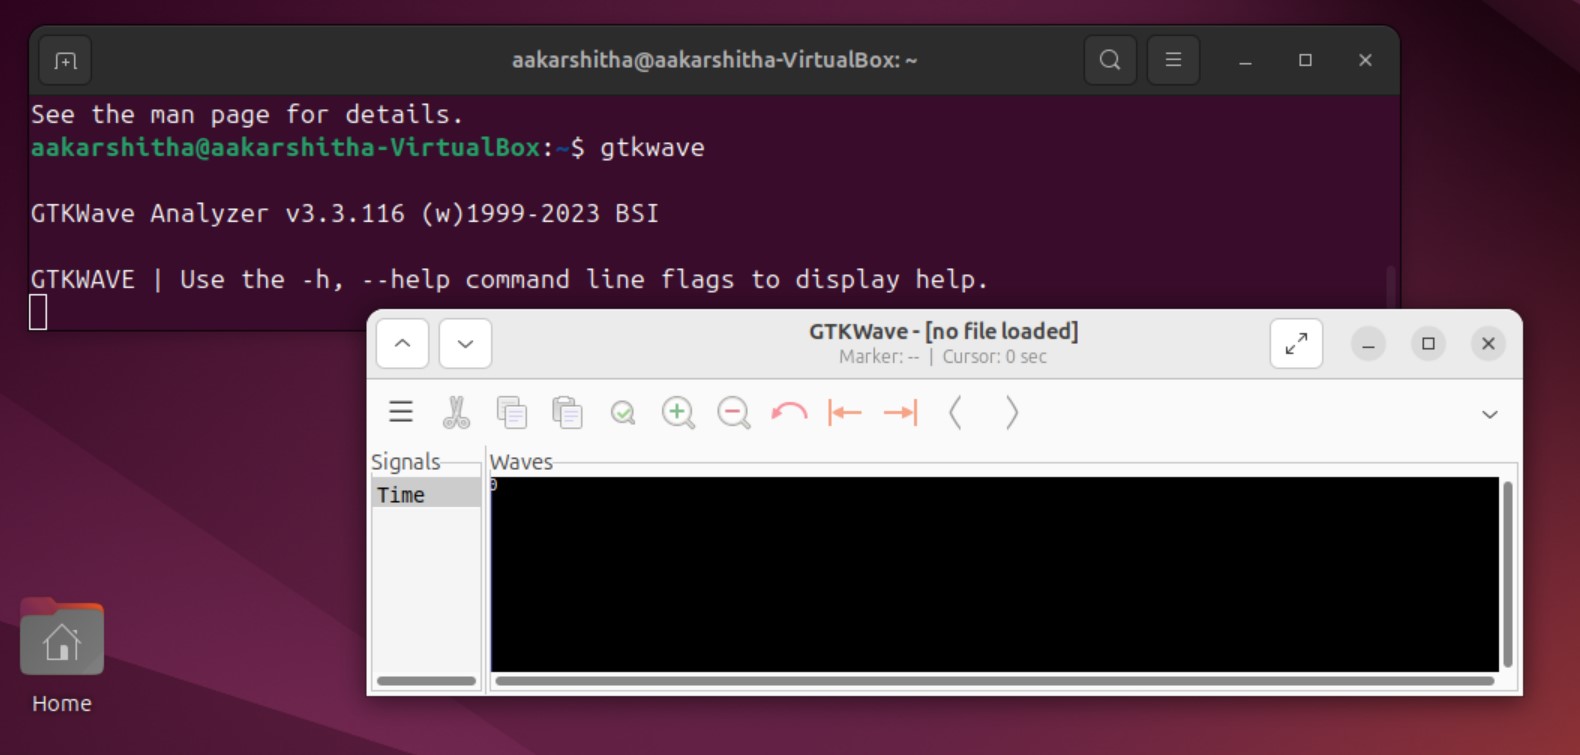 aakarshitha@aakarshitha-VirtualBox: ~
See the man page for details.
aakarshitha@aakarshitha-VirtualBox:~$ gtkwave
GTKWave Analyzer v3.3.116 (w)1999-2023 BSI
GTKWAVE | Use the -h, --help command line flags to display help.
GTKWave - [no file loaded]
Marker: -- | Cursor: 0 sec
Signals
Waves
Time
0
Home